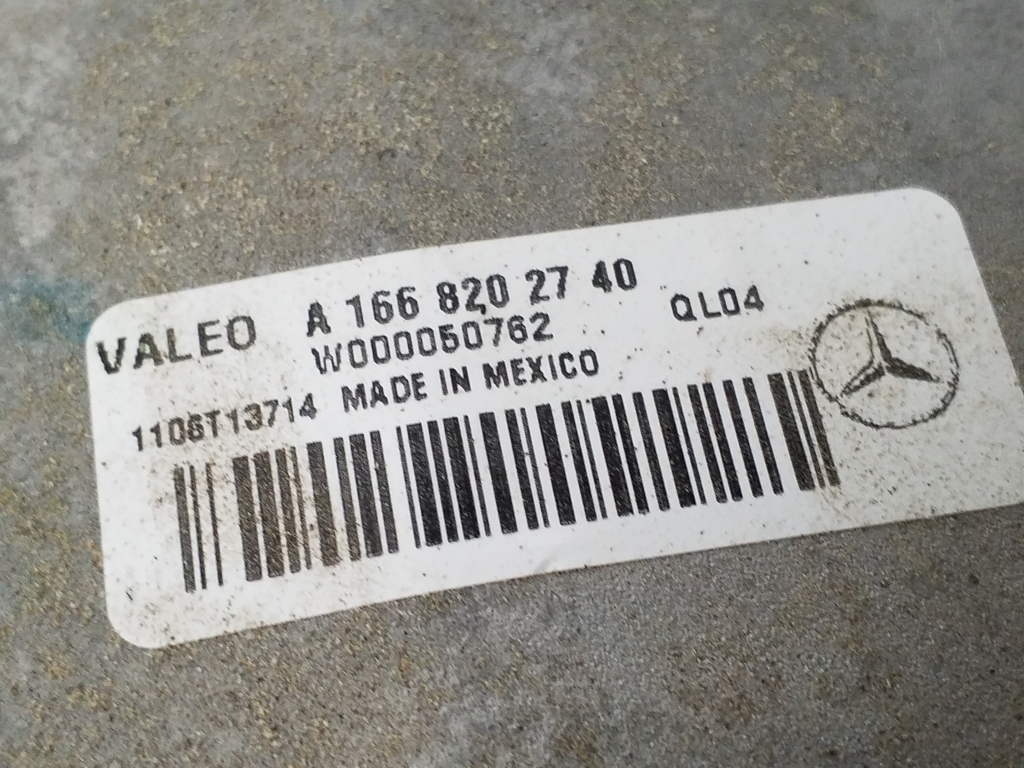 VALEO A 166 820 27 40 QL04
W000050762
1106T13714 MADE IN MEXICO